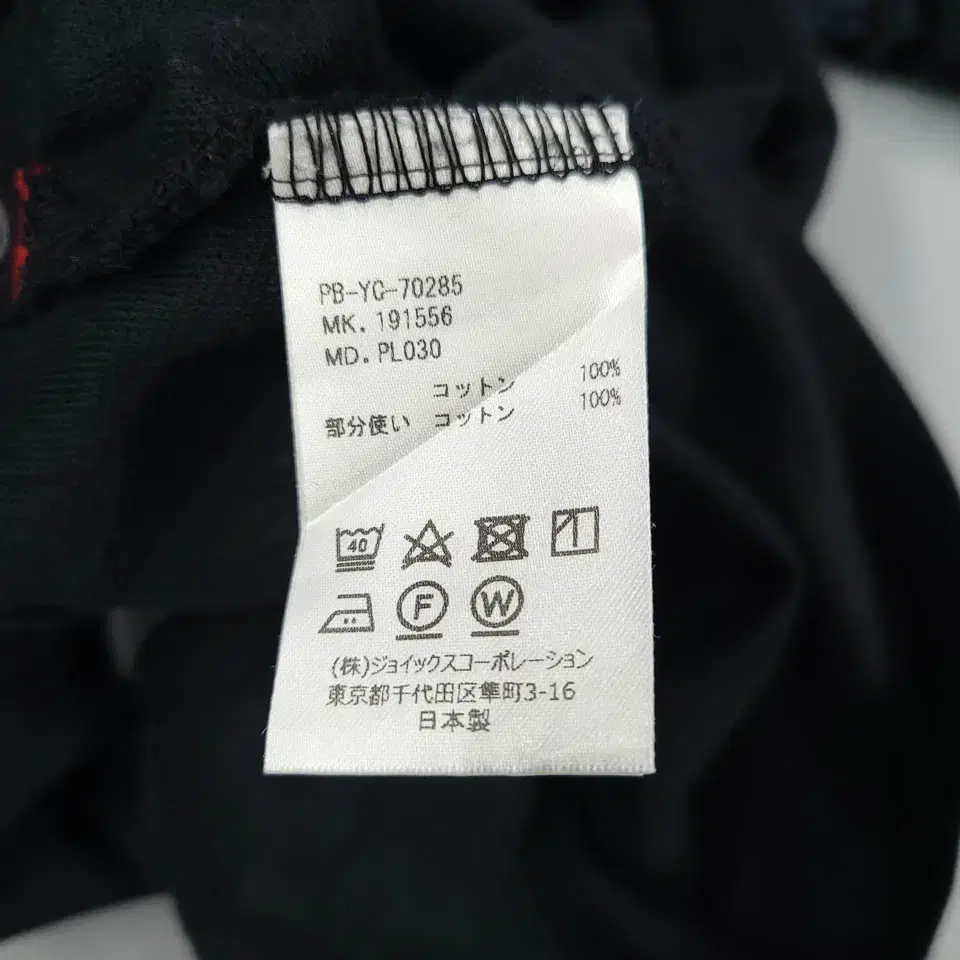 PB-YC-70285
MK. 191556
MD. PL030
コットン 100%
部分使い コットン 100%
40
F W
(株)ジョイックスコーポレーション
東京都千代田区隼町3-16
日本製